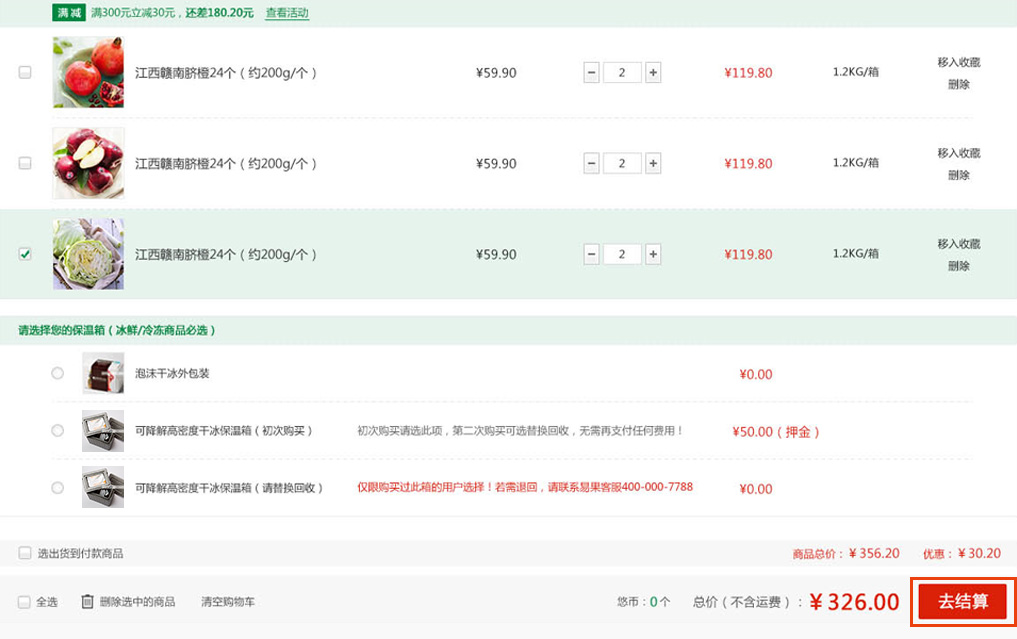 满减 满300元立减30元，还差180.20元 查看活动
江西赣南脐橙24个（约200g/个） ¥59.90 − 2 + ¥119.80 1.2KG/箱 移入收藏
删除
江西赣南脐橙24个（约200g/个） ¥59.90 − 2 + ¥119.80 1.2KG/箱 移入收藏
删除
江西赣南脐橙24个（约200g/个） ¥59.90 − 2 + ¥119.80 1.2KG/箱 移入收藏
删除
请选择您的保温箱（冰鲜/冷冻商品必选）
泡沫干冰外包装 ¥0.00
可降解高密度干冰保温箱（初次购买） 初次购买请选此项，第二次购买可选替换回收，无需再支付任何费用！ ¥50.00（押金）
可降解高密度干冰保温箱（请替换回收） 仅限购买过此箱的用户选择！若需退回，请联系易果客服400-000-7788 ¥0.00
选出货到付款商品 商品总价：¥356.20 优惠：¥30.20
全选 删除选中的商品 清空购物车 悠币：0个 总价（不含运费）：¥326.00 去结算